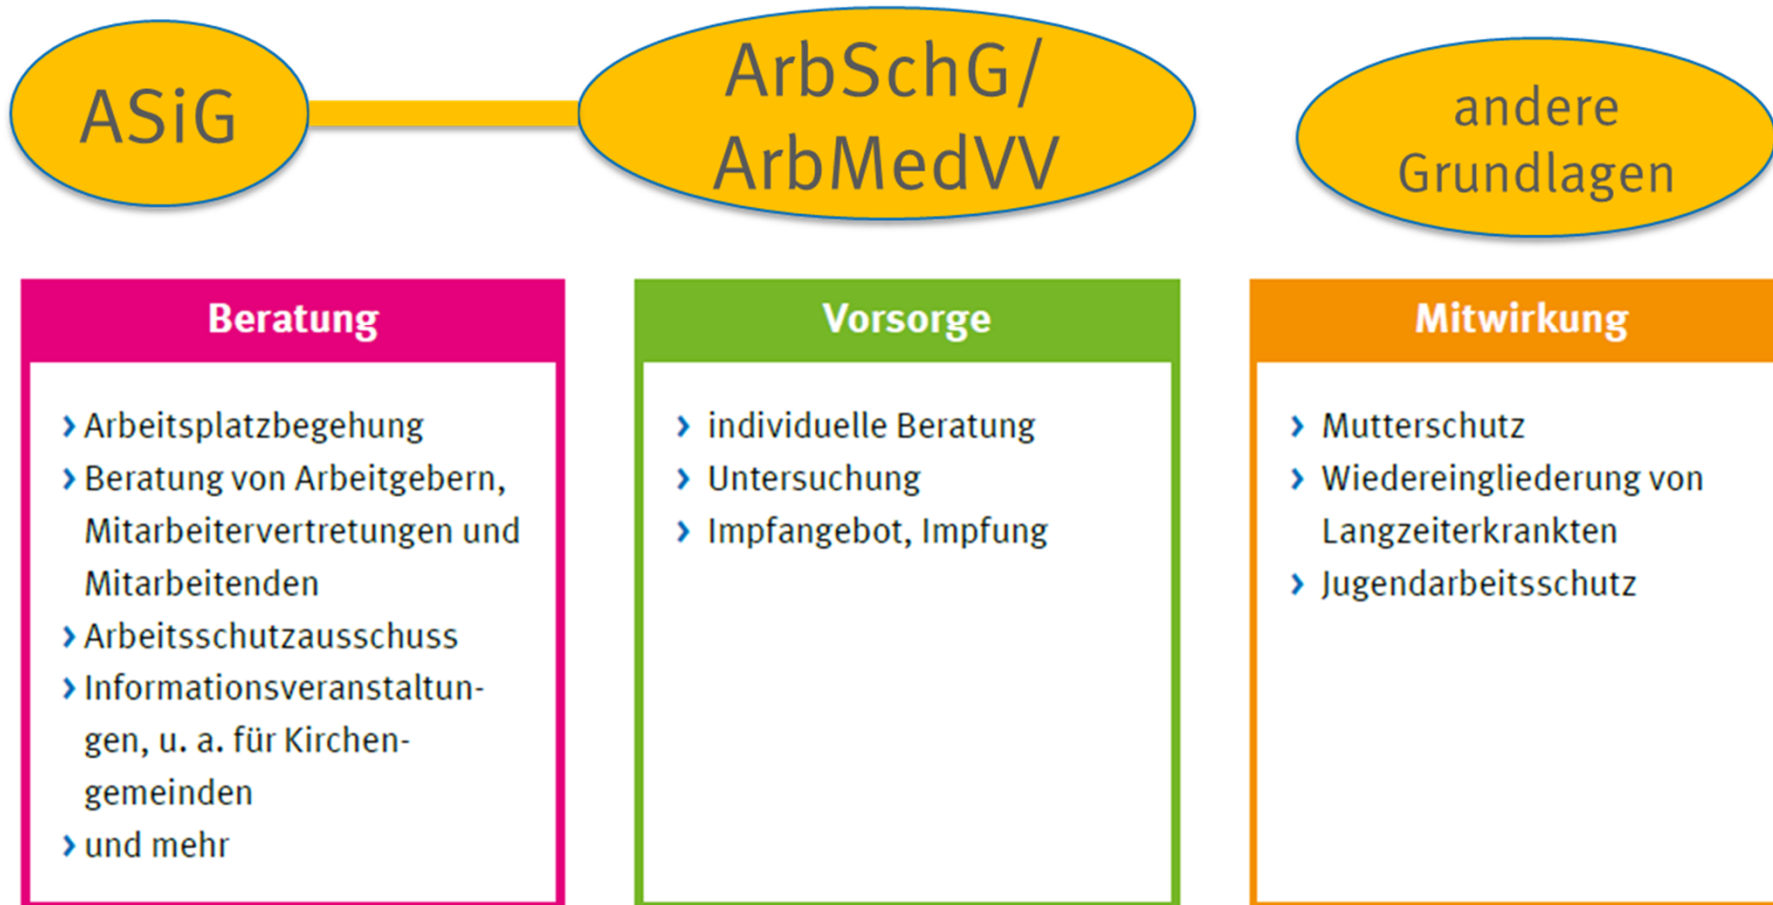 ASiG
ArbSchG/
ArbMedVV
andere
Grundlagen
Beratung
› Arbeitsplatzbegehung
› Beratung von Arbeitgebern,
Mitarbeitervertretungen und
Mitarbeitenden
› Arbeitsschutzausschuss
› Informationsveranstaltun-
gen, u. a. für Kirchen-
gemeinden
› und mehr
Vorsorge
› individuelle Beratung
› Untersuchung
› Impfangebot, Impfung
Mitwirkung
› Mutterschutz
› Wiedereingliederung von
Langzeiterkrankten
› Jugendarbeitsschutz